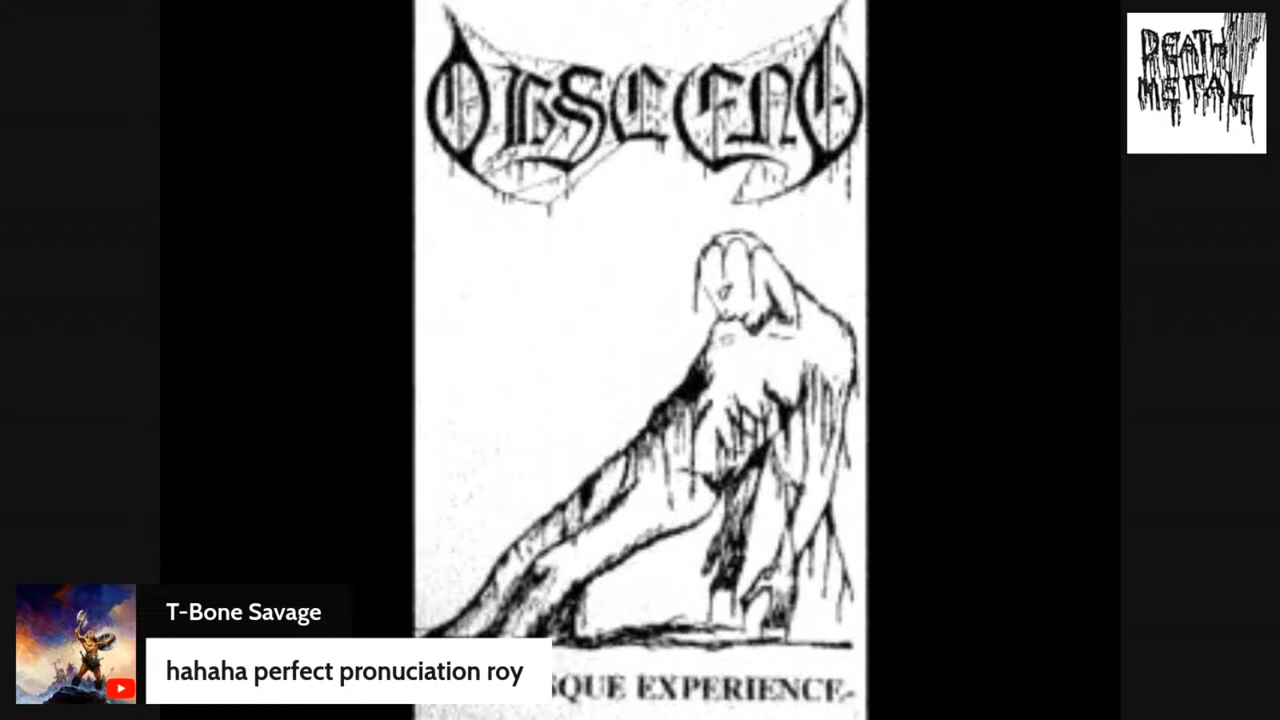 OBSCENO
DEATH
METAL
T-Bone Savage
hahaha perfect pronuciation roy
SQUE EXPERIENCE-